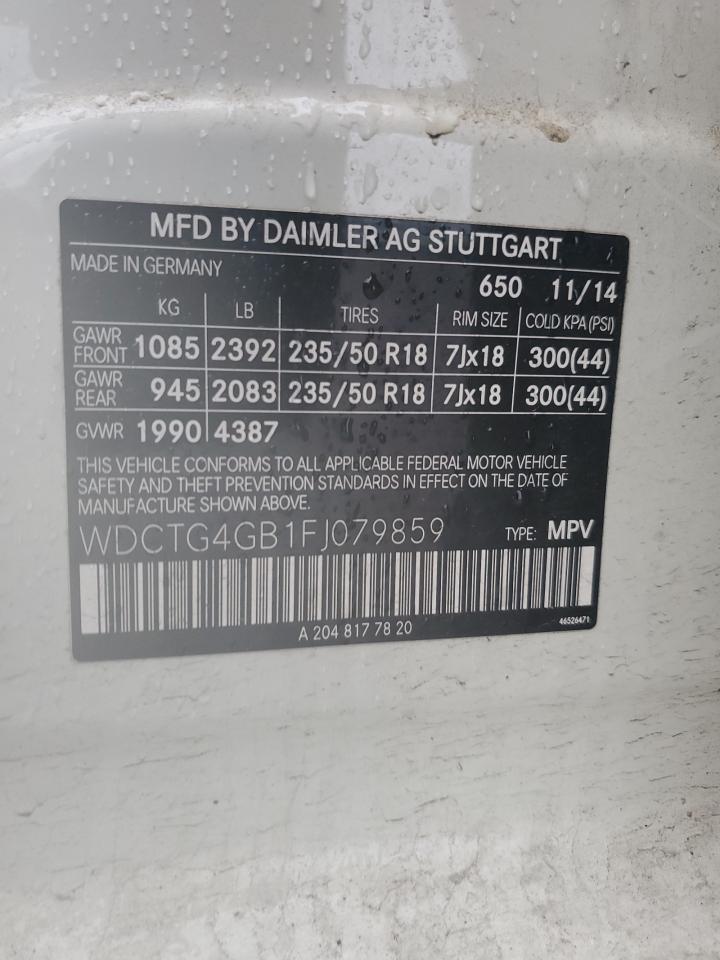 MFD BY DAIMLER AG STUTTGART
MADE IN GERMANY
650 11/14
KG LB TIRES RIM SIZE COLD KPA (PSI)
GAWR FRONT 1085 2392 235/50 R18 7Jx18 300(44)
GAWR REAR 945 2083 235/50 R18 7Jx18 300(44)
GVWR 1990 4387
THIS VEHICLE CONFORMS TO ALL APPLICABLE FEDERAL MOTOR VEHICLE
SAFETY AND THEFT PREVENTION STANDARDS IN EFFECT ON THE DATE OF
MANUFACTURE SHOWN ABOVE.
WDCTG4GB1FJ079859 TYPE: MPV
A 204 817 78 20
46526471